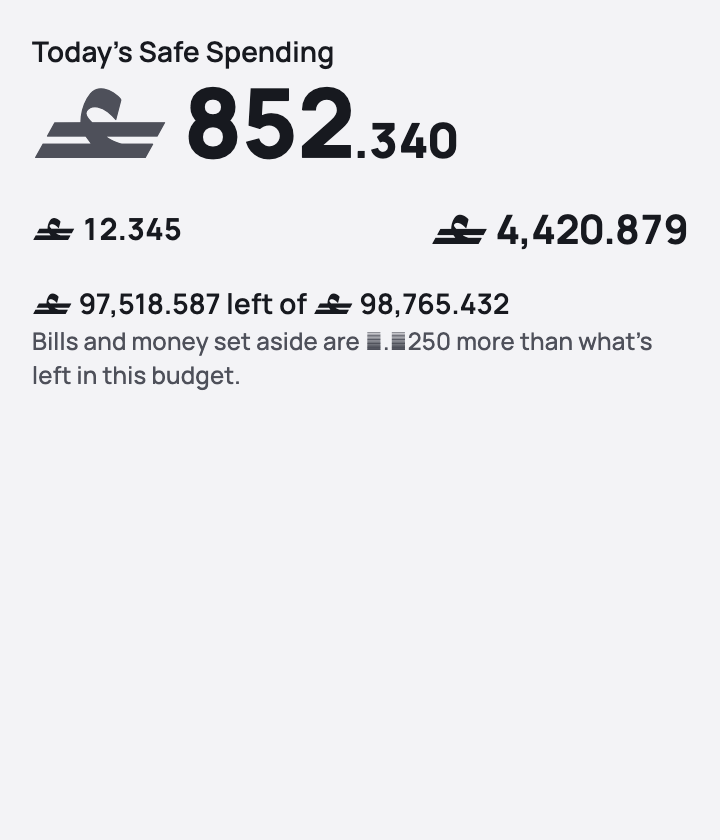 Today’s Safe Spending
852.340
12.345
4,420.879
97,518.587 left of 98,765.432
Bills and money set aside are more than what’s
left in this budget.